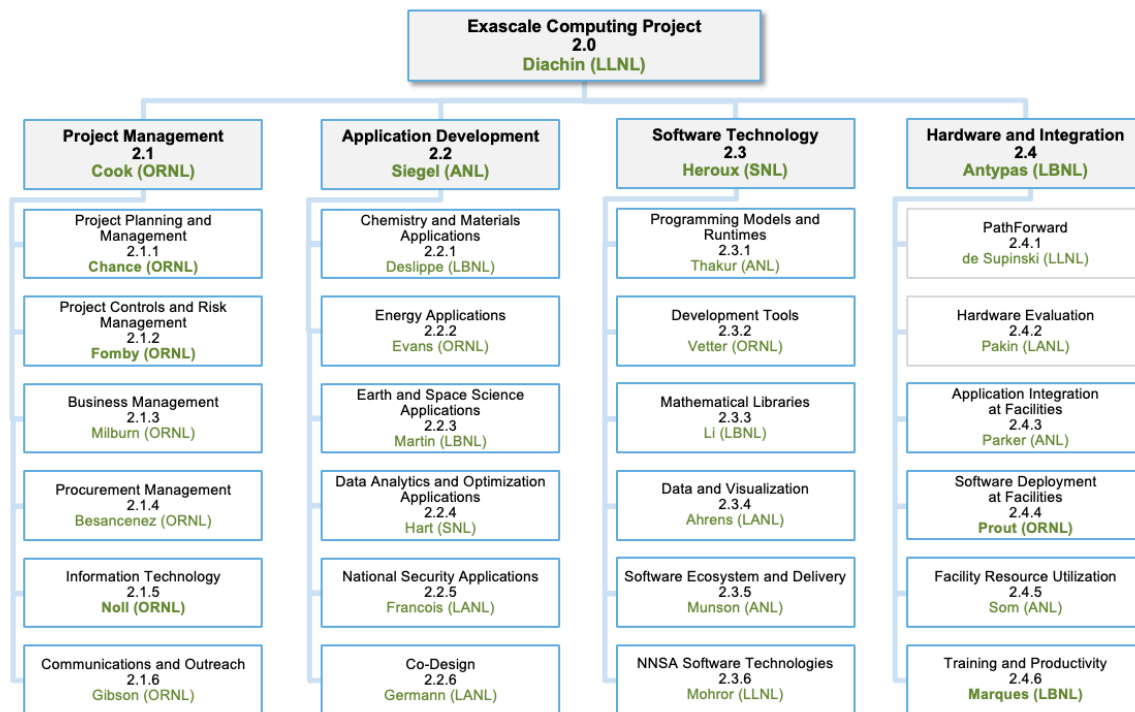 Exascale Computing Project
2.0
Diachin (LLNL)
Project Management
2.1
Cook (ORNL)
Project Planning and
Management
2.1.1
Chance (ORNL)
Project Controls and Risk
Management
2.1.2
Fomby (ORNL)
Business Management
2.1.3
Milburn (ORNL)
Procurement Management
2.1.4
Besancenez (ORNL)
Information Technology
2.1.5
Noll (ORNL)
Communications and Outreach
2.1.6
Gibson (ORNL)
Application Development
2.2
Siegel (ANL)
Chemistry and Materials
Applications
2.2.1
Deslippe (LBNL)
Energy Applications
2.2.2
Evans (ORNL)
Earth and Space Science
Applications
2.2.3
Martin (LBNL)
Data Analytics and Optimization
Applications
2.2.4
Hart (SNL)
National Security Applications
2.2.5
Francois (LANL)
Co-Design
2.2.6
Germann (LANL)
Software Technology
2.3
Heroux (SNL)
Programming Models and
Runtimes
2.3.1
Thakur (ANL)
Development Tools
2.3.2
Vetter (ORNL)
Mathematical Libraries
2.3.3
Li (LBNL)
Data and Visualization
2.3.4
Ahrens (LANL)
Software Ecosystem and Delivery
2.3.5
Munson (ANL)
NNSA Software Technologies
2.3.6
Mohror (LLNL)
Hardware and Integration
2.4
Antypas (LBNL)
PathForward
2.4.1
de Supinski (LLNL)
Hardware Evaluation
2.4.2
Pakin (LANL)
Application Integration
at Facilities
2.4.3
Parker (ANL)
Software Deployment
at Facilities
2.4.4
Prout (ORNL)
Facility Resource Utilization
2.4.5
Som (ANL)
Training and Productivity
2.4.6
Marques (LBNL)